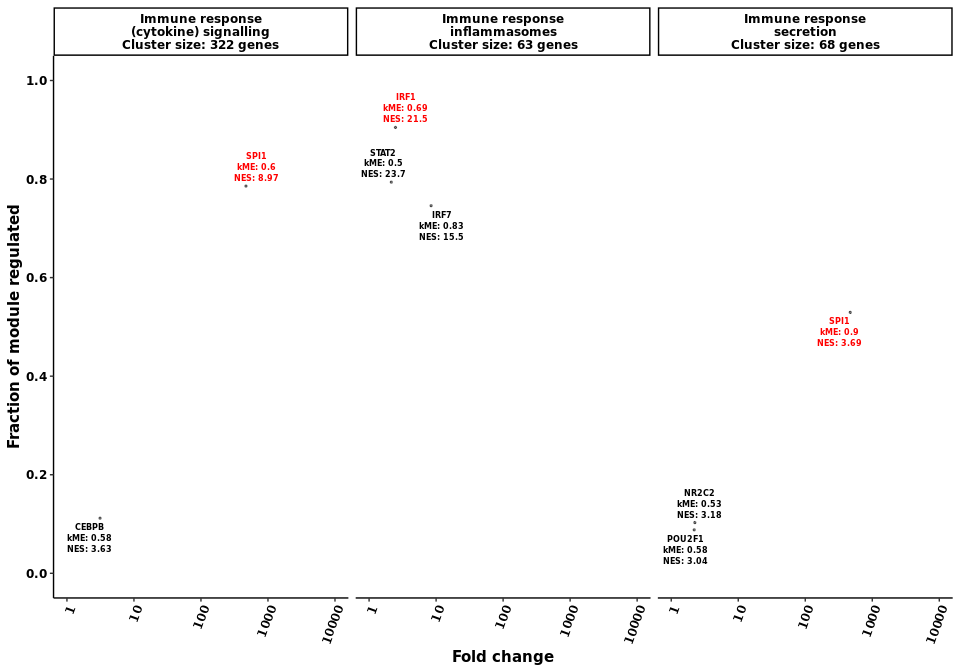 Immune response
(cytokine) signalling
Cluster size: 322 genes
Immune response
inflammasomes
Cluster size: 63 genes
Immune response
secretion
Cluster size: 68 genes
Fraction of module regulated
1.0
0.8
0.6
0.4
0.2
0.0
SPI1
kME: 0.6
NES: 8.97
CEBPB
kME: 0.58
NES: 3.63
IRF1
kME: 0.69
NES: 21.5
STAT2
kME: 0.5
NES: 23.7
IRF7
kME: 0.83
NES: 15.5
SPI1
kME: 0.9
NES: 3.69
NR2C2
kME: 0.53
NES: 3.18
POU2F1
kME: 0.58
NES: 3.04
1
10
100
1000
10000
1
10
100
1000
10000
1
10
100
1000
10000
Fold change